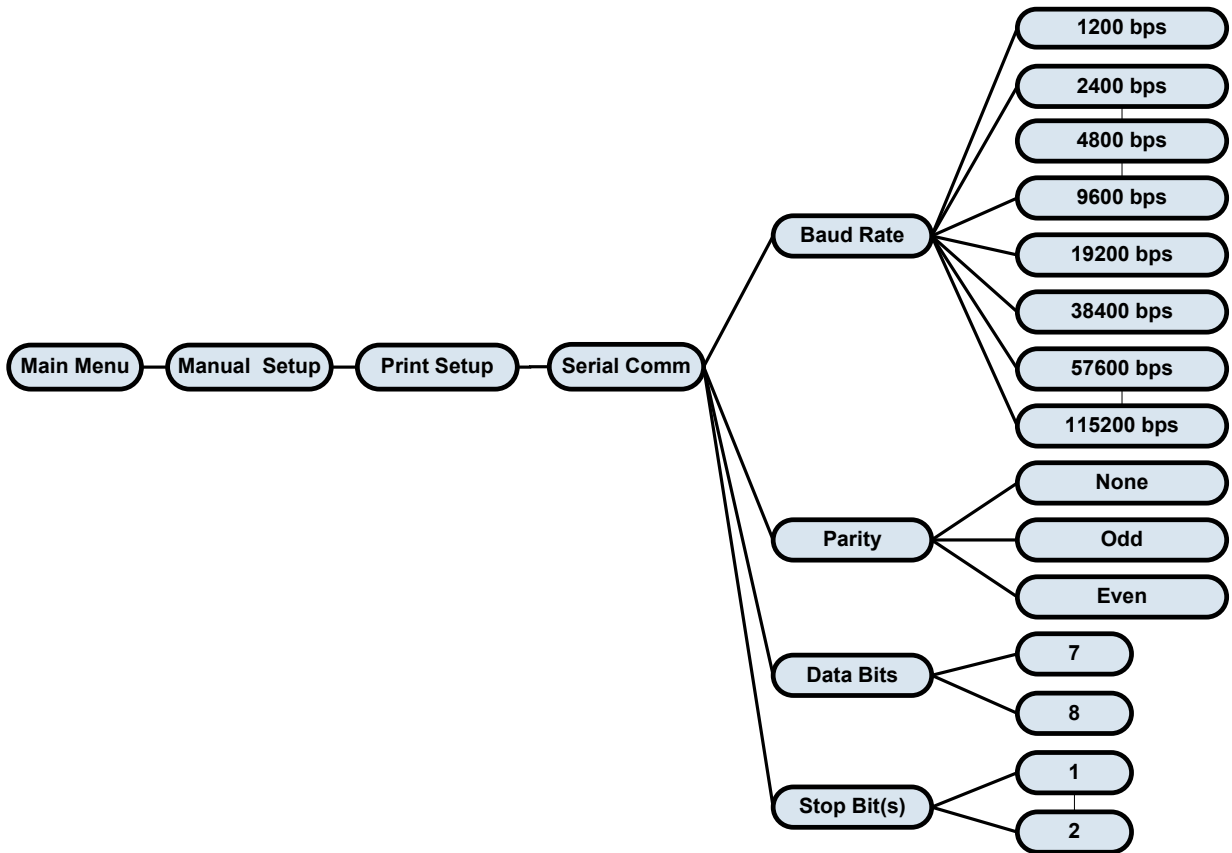 Main Menu
Manual Setup
Print Setup
Serial Comm
Baud Rate
1200 bps
2400 bps
4800 bps
9600 bps
19200 bps
38400 bps
57600 bps
115200 bps
Parity
None
Odd
Even
Data Bits
7
8
Stop Bit(s)
1
2